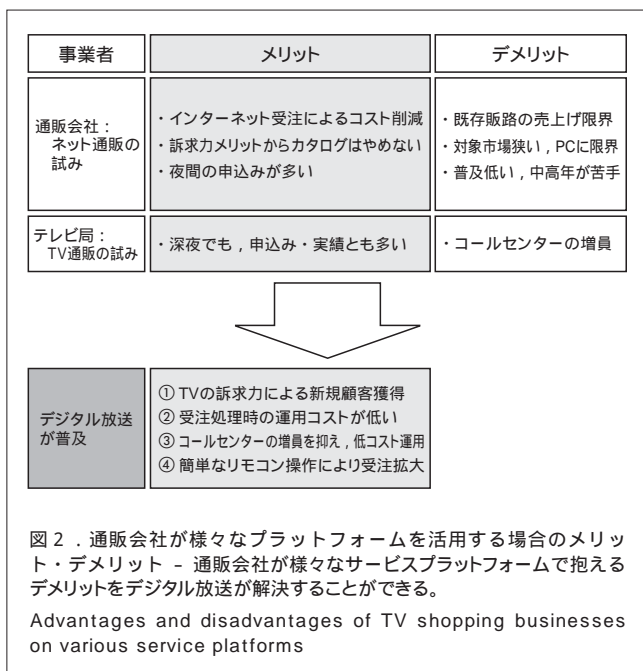 事業者
メリット
デメリット
通販会社：
ネット通販の
試み
・インターネット受注によるコスト削減
・訴求力メリットからカタログはやめない
・夜間の申込みが多い
・既存販路の売上げ限界
・対象市場狭い，PCに限界
・普及低い，中高年が苦手
テレビ局：
TV通販の試み
・深夜でも，申込み・実績とも多い
・コールセンターの増員
デジタル放送
が普及
① TVの訴求力による新規顧客獲得
② 受注処理時の運用コストが低い
③ コールセンターの増員を抑え，低コスト運用
④ 簡単なリモコン操作により受注拡大
図2．通販会社が様々なプラットフォームを活用する場合のメリッ
ト・デメリット － 通販会社が様々なサービスプラットフォームで抱える
デメリットをデジタル放送が解決することができる。
Advantages and disadvantages of TV shopping businesses
on various service platforms